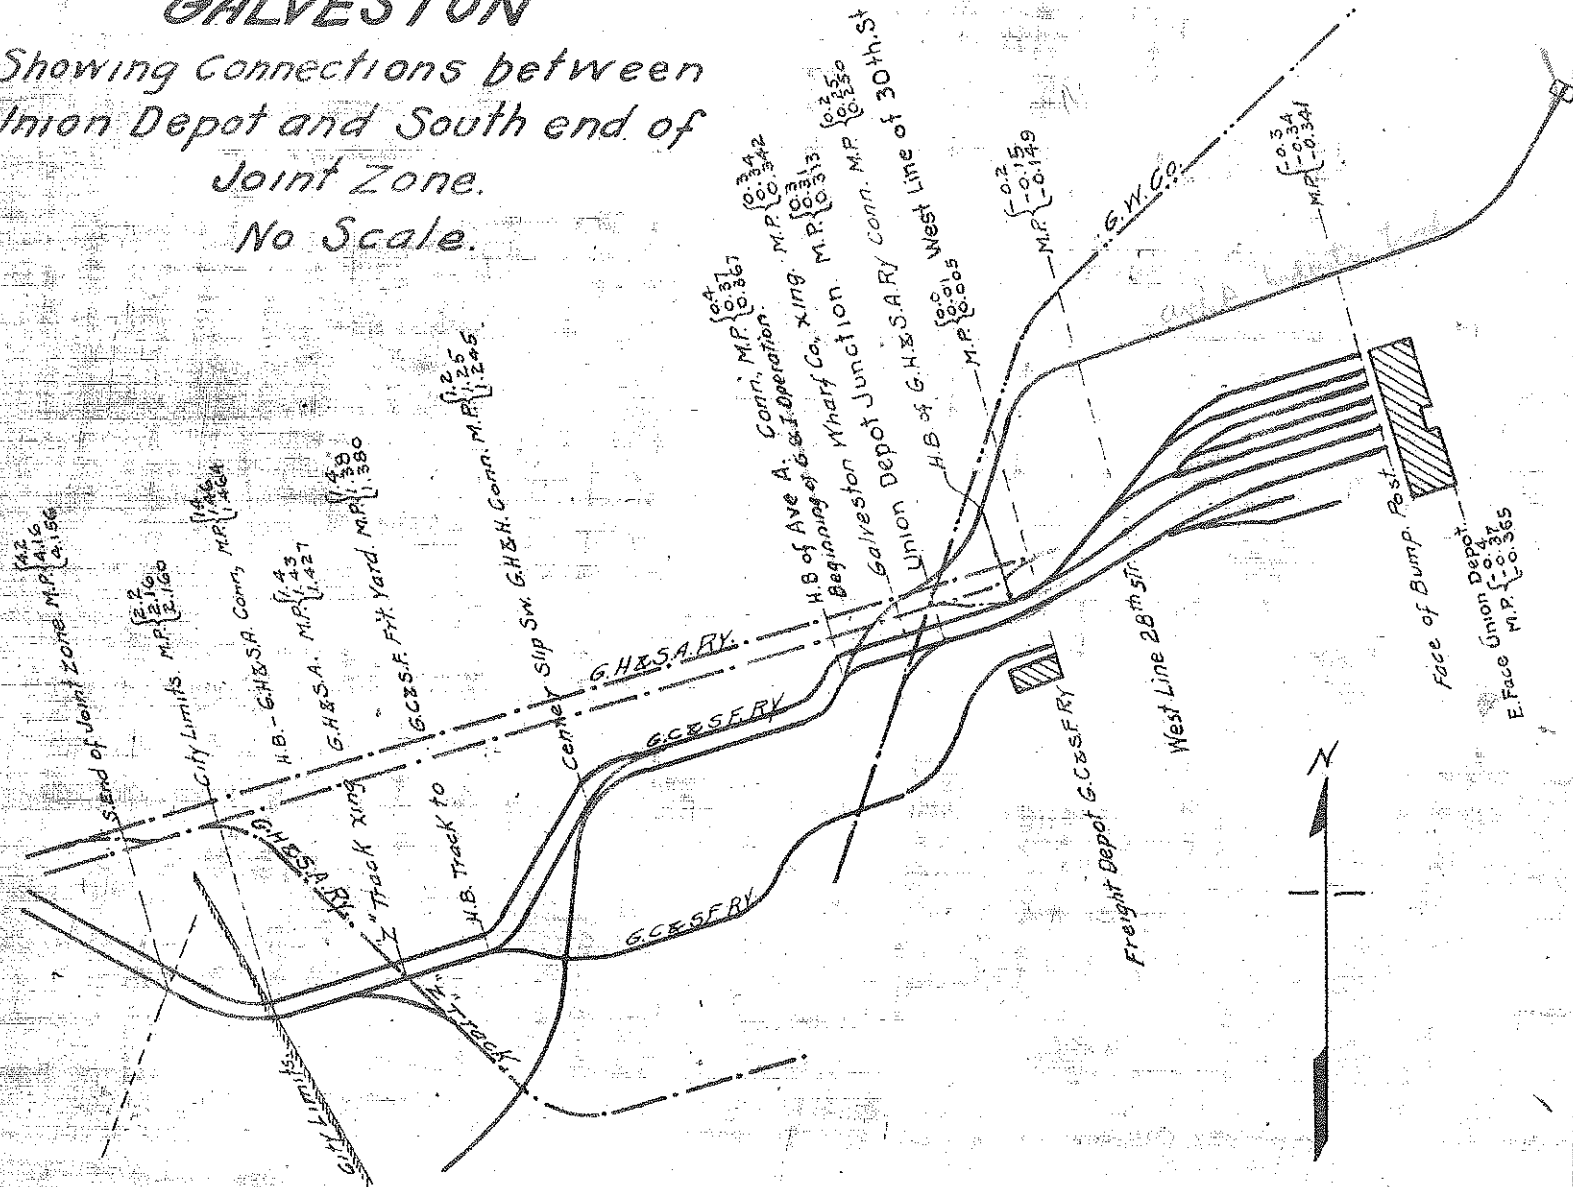 GALVESTON
Showing Connections between
Union Depot and South end of
Joint Zone.
No Scale.
S. End of Joint Zone. M.P. { 4.2 4.16 4.156
City Limits M.P. { 2.2 2.16 2.160
H.B. - G.H.& S.A. Conn, M.P. { 1.4 1.46 1.464
G.H.& S.A. M.P. { 1.4 1.43 1.427
"Z" Track xing
G.C.& S.F. Frt. Yard M.P. { 1.4 1.38 1.380
H.B. Track to
Center Slip Sw. G.H.& H. Conn. M.P. { 1.2 1.25 1.245
H.B of Ave A. Conn, M.P. { 0.4 0.37 0.367
Beginning of G & I Operation. M.P. { 0.34 0.342
Galveston Wharf Co, xing. M.P. { 0.3 0.31 0.313
Galveston Junction
Union Depot G.H.& S.A.RY Conn. M.P. { 0.2 0.25 0.250
H.B of G.H.& S.A.RY
M.P. { 0.0 0.01 0.005 West Line of 30th. St
M.P. { -0.2 -0.15 -0.149
M.P. { -0.3 -0.34 -0.341
G.W.Co.
G.H.& S.A.RY.
G.C.& S.F. RY
G.C.& S.F. RY
G.H.& S.A. RY.
"Z" Track
City Limits
Freight Depot G.C.& S.F. RY
West Line 28th str.
Face of Bump. Post.
E. Face Union Depot.
M.P. { -0.4 -0.37 -0.365
N